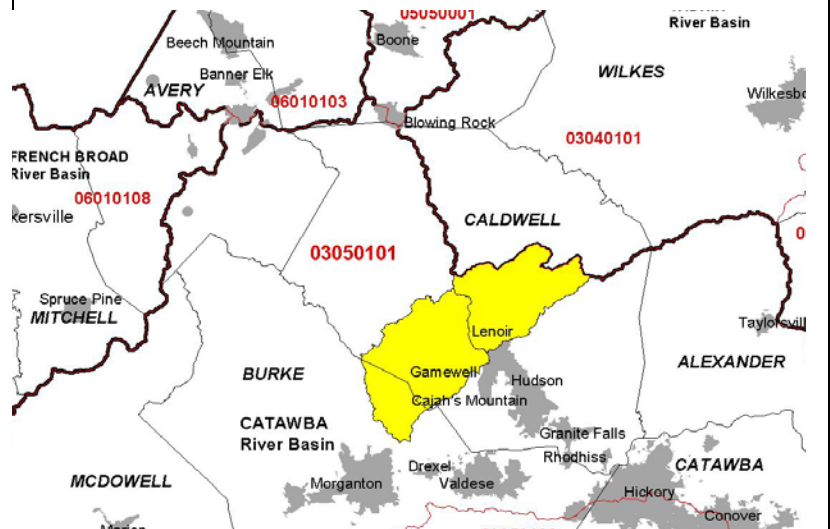 05050001
River Basin
Beech Mountain
Boone
Banner Elk
WILKES
AVERY
Wilkesbo
06010103
Blowing Rock
03040101
FRENCH BROAD
River Basin
06010108
kersville
CALDWELL
03050101
Spruce Pine
MITCHELL
Lenoir
Taylorsvill
ALEXANDER
BURKE
Gamewell
Hudson
Cajah's Mountain
CATAWBA
River Basin
Granite Falls
Rhodhiss
Drexel
CATAWBA
MCDOWELL
Morganton
Valdese
Hickory
Conover